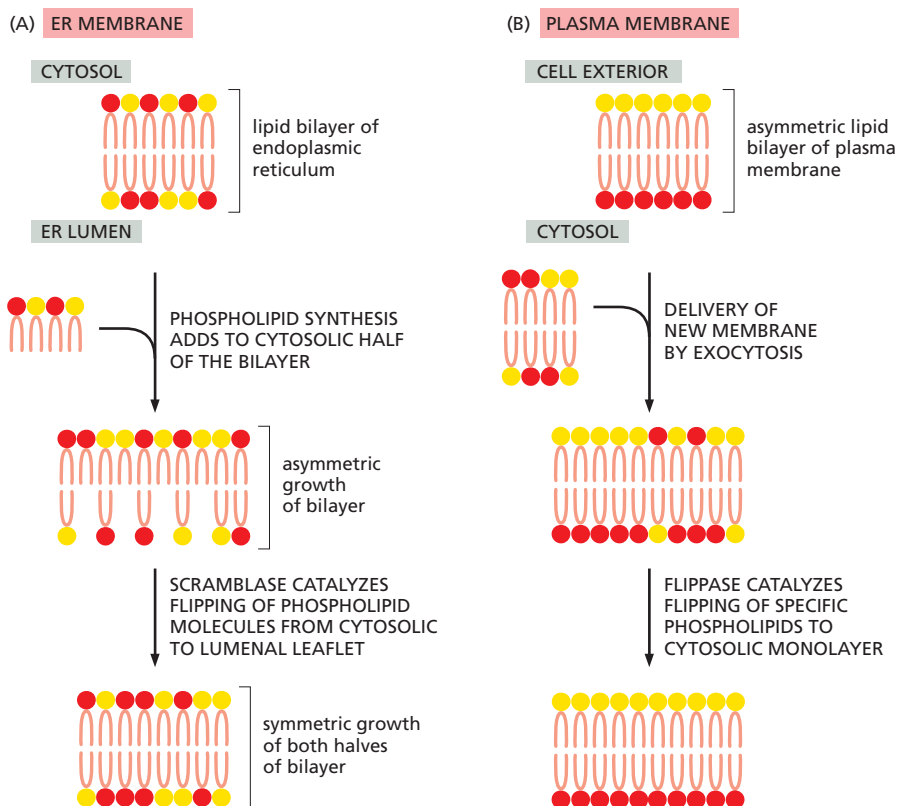 (A) ER MEMBRANE
CYTOSOL
lipid bilayer of
endoplasmic
reticulum
ER LUMEN
PHOSPHOLIPID SYNTHESIS
ADDS TO CYTOSOLIC HALF
OF THE BILAYER
asymmetric
growth
of bilayer
SCRAMBLASE CATALYZES
FLIPPING OF PHOSPHOLIPID
MOLECULES FROM CYTOSOLIC
TO LUMENAL LEAFLET
symmetric growth
of both halves
of bilayer
(B) PLASMA MEMBRANE
CELL EXTERIOR
asymmetric lipid
bilayer of plasma
membrane
CYTOSOL
DELIVERY OF
NEW MEMBRANE
BY EXOCYTOSIS
FLIPPASE CATALYZES
FLIPPING OF SPECIFIC
PHOSPHOLIPIDS TO
CYTOSOLIC MONOLAYER